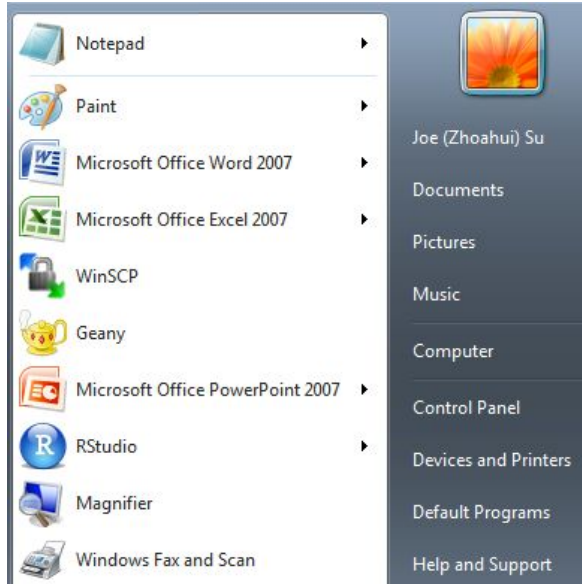 Notepad
Paint
Microsoft Office Word 2007
Microsoft Office Excel 2007
WinSCP
Geany
Microsoft Office PowerPoint 2007
RStudio
Magnifier
Windows Fax and Scan
Joe (Zhoahui) Su
Documents
Pictures
Music
Computer
Control Panel
Devices and Printers
Default Programs
Help and Support